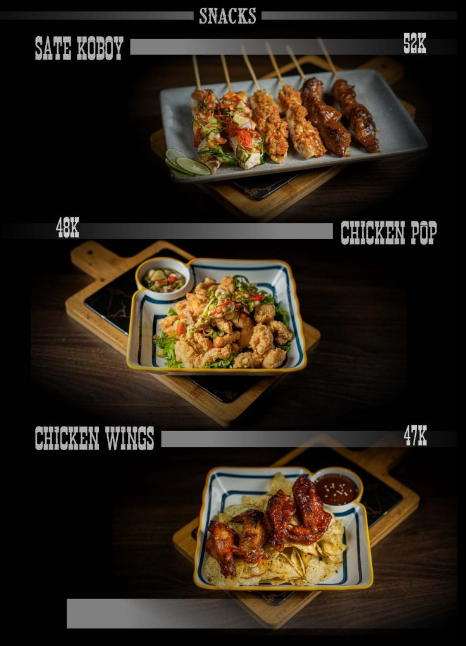 SNACKS
SATE KOBOY
52K
48K
CHICKEN POP
CHICKEN WINGS
47K